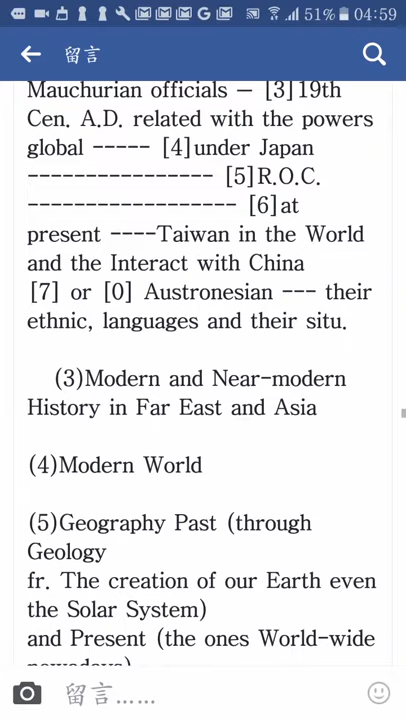 51% 04:59
留言
Mauchurian officials – [3]19th
Cen. A.D. related with the powers
global ----- [4]under Japan
---------------- [5]R.O.C.
------------------ [6]at
present ----Taiwan in the World
and the Interact with China
[7] or [0] Austronesian --- their
ethnic, languages and their situ.
(3)Modern and Near-modern
History in Far East and Asia
(4)Modern World
(5)Geography Past (through
Geology
fr. The creation of our Earth even
the Solar System)
and Present (the ones World-wide
nowadays)
留言......